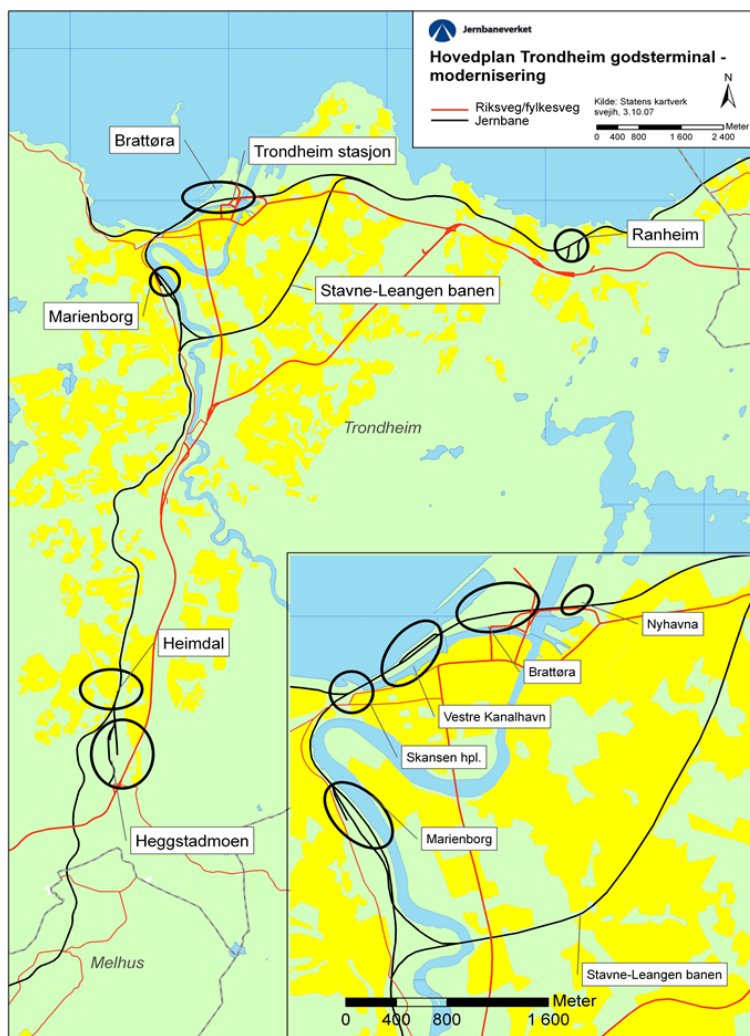 Jernbaneverket
Hovedplan Trondheim godsterminal -
modernisering
Riksveg/fylkesveg
Jernbane
Kilde: Statens kartverk
svejih, 3.10.07
N
Meter
0 400 800 1 600 2 400
Brattøra
Trondheim stasjon
Ranheim
Stavne-Leangen banen
Marienborg
Trondheim
Heimdal
Heggstadmoen
Melhus
Nyhavna
Brattøra
Vestre Kanalhavn
Skansen hpl.
Marienborg
Stavne-Leangen banen
Meter
0 400 800 1 600